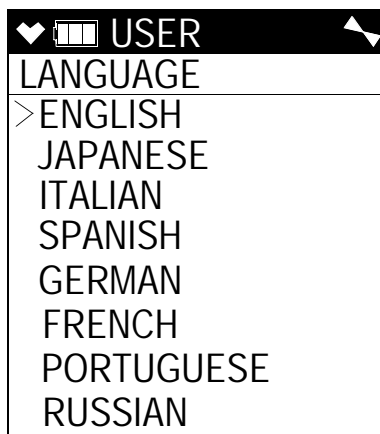 USER
LANGUAGE
>ENGLISH
JAPANESE
ITALIAN
SPANISH
GERMAN
FRENCH
PORTUGUESE
RUSSIAN